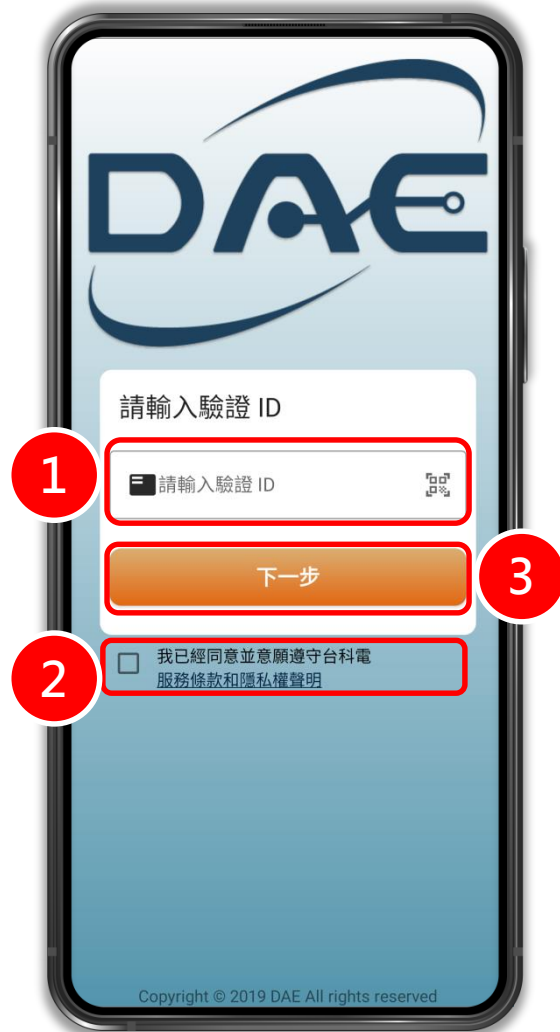 DAE
請輸入驗證 ID
1
請輸入驗證 ID
下一步
3
2
我已經同意並意願遵守台科電
服務條款和隱私權聲明
Copyright © 2019 DAE All rights reserved